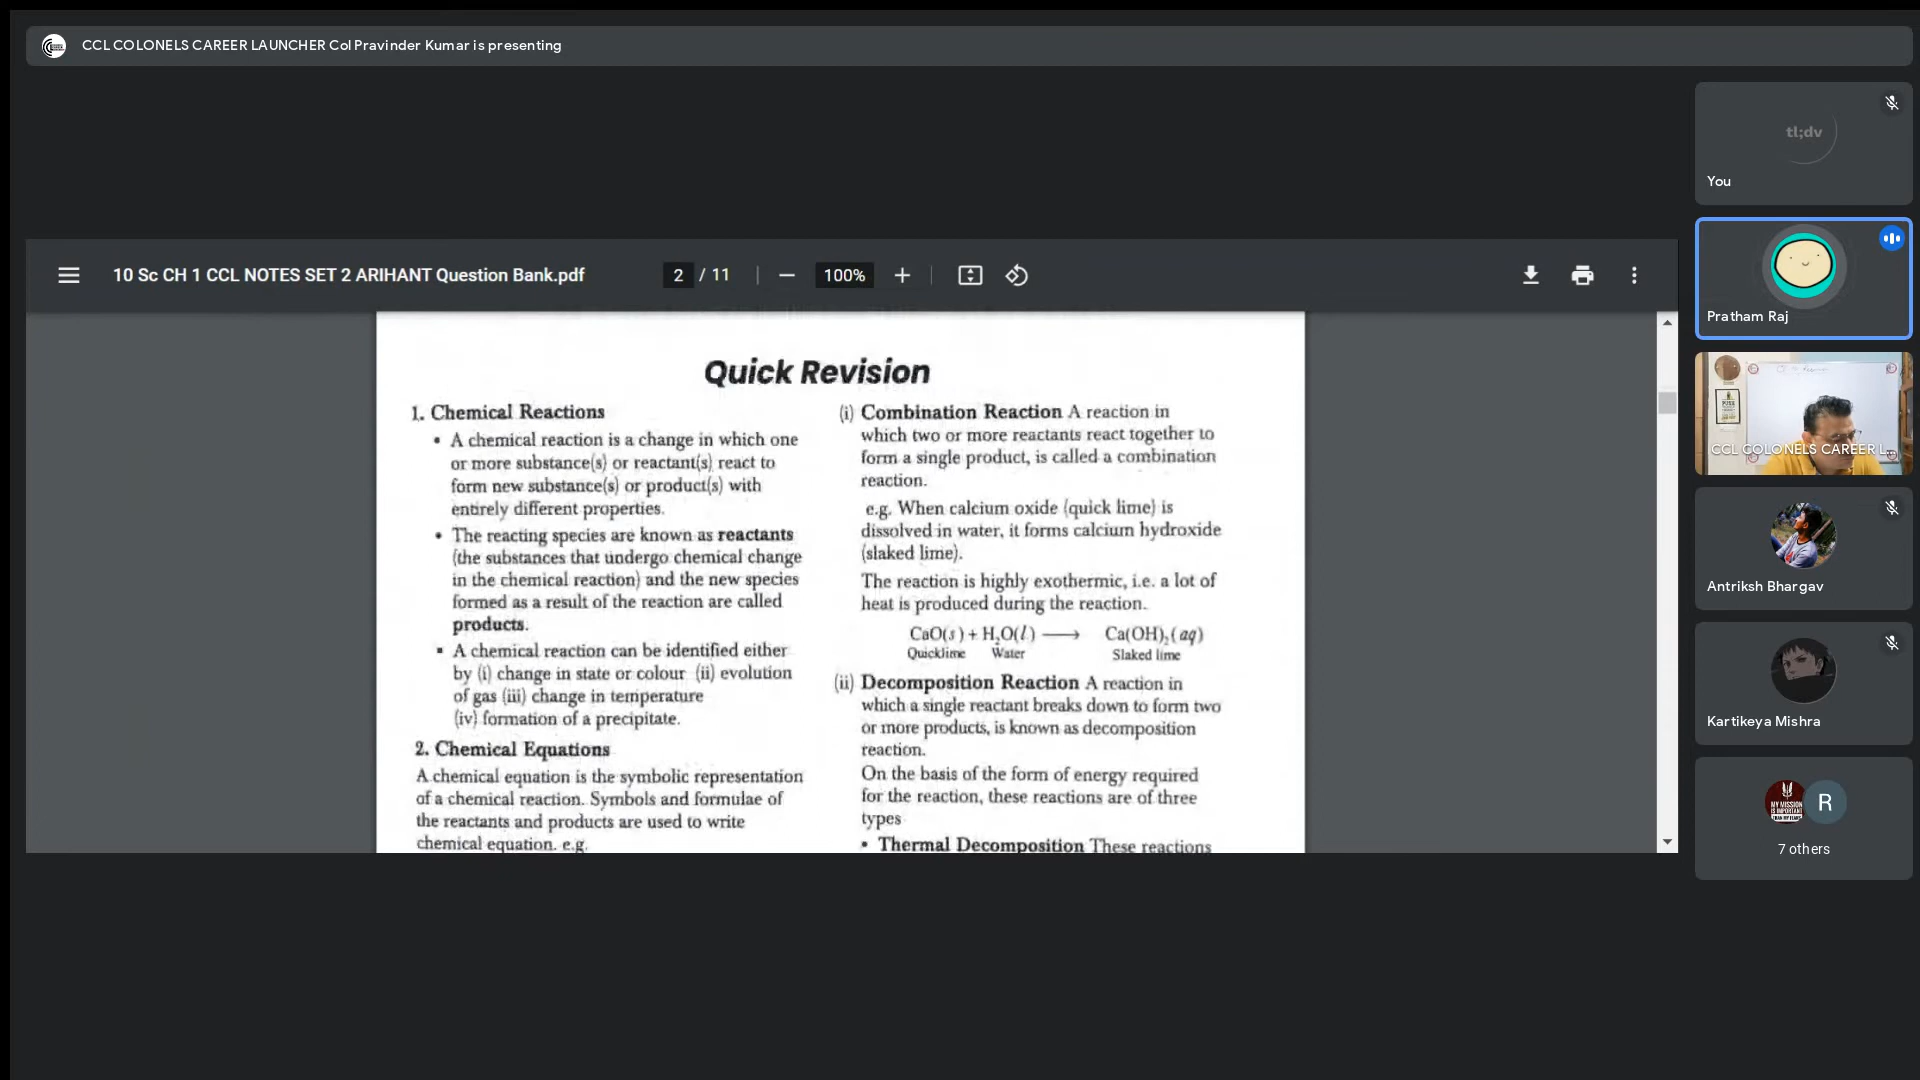 CCL COLONELS CAREER LAUNCHER Col Pravinder Kumar is presenting
10 Sc CH 1 CCL NOTES SET 2 ARIHANT Question Bank.pdf
2 / 11
100%
Quick Revision
1. Chemical Reactions
• A chemical reaction is a change in which one
or more substance(s) or reactant(s) react to
form new substance(s) or product(s) with
entirely different properties.
• The reacting species are known as reactants
(the substances that undergo chemical change
in the chemical reaction) and the new species
formed as a result of the reaction are called
products.
▪ A chemical reaction can be identified either
by (i) change in state or colour (ii) evolution
of gas (iii) change in temperature
(iv) formation of a precipitate.
2. Chemical Equations
A chemical equation is the symbolic representation
of a chemical reaction. Symbols and formulae of
the reactants and products are used to write
chemical equation. e.g.
(i) Combination Reaction A reaction in
which two or more reactants react together to
form a single product, is called a combination
reaction.
e.g. When calcium oxide (quick lime) is
dissolved in water, it forms calcium hydroxide
(slaked lime).
The reaction is highly exothermic, i.e. a lot of
heat is produced during the reaction.
CaO(s) + H₂O(l) ⟶ Ca(OH)₂(aq)
Quicklime Water Slaked lime
(ii) Decomposition Reaction A reaction in
which a single reactant breaks down to form two
or more products, is known as decomposition
reaction.
On the basis of the form of energy required
for the reaction, these reactions are of three
types
• Thermal Decomposition These reactions
tl;dv
You
Pratham Raj
CCL COLONELS CAREER L...
Antriksh Bhargav
Kartikeya Mishra
MY MISSION
IS IMPORTANT
THAN MY FEARS
R
7 others